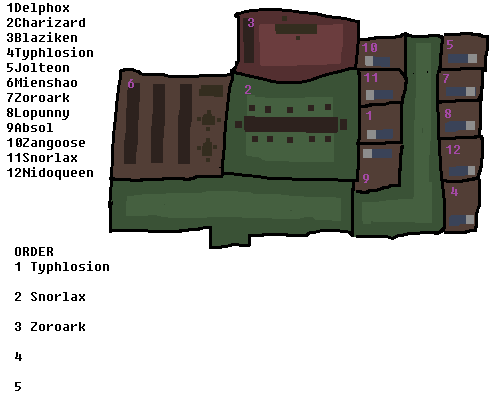 1Delphox
2Charizard
3Blaziken
4Typhlosion
5Jolteon
6Mienshao
7Zoroark
8Lopunny
9Absol
10Zangoose
11Snorlax
12Nidoqueen
3
10
5
6
2
11
7
1
8
12
9
4
ORDER
1 Typhlosion
2 Snorlax
3 Zoroark
4
5